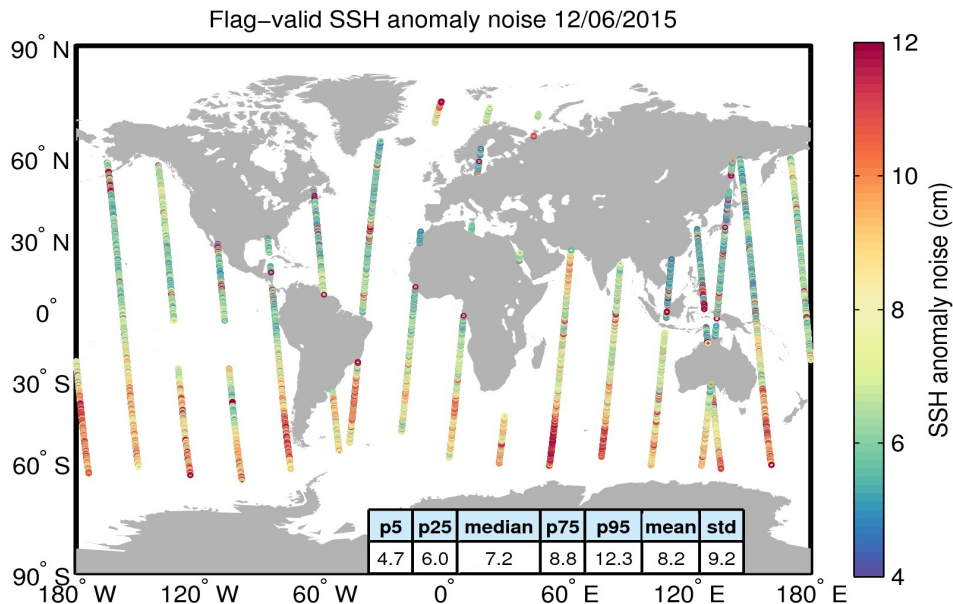 Flag−valid SSH anomaly noise 12/06/2015
90° N
60° N
30° N
0°
30° S
60° S
90° S
180° W 120° W 60° W 0° 60° E 120° E 180° E
p5 p25 median p75 p95 mean std
4.7 6.0 7.2 8.8 12.3 8.2 9.2
12
10
8
6
4
SSH anomaly noise (cm)